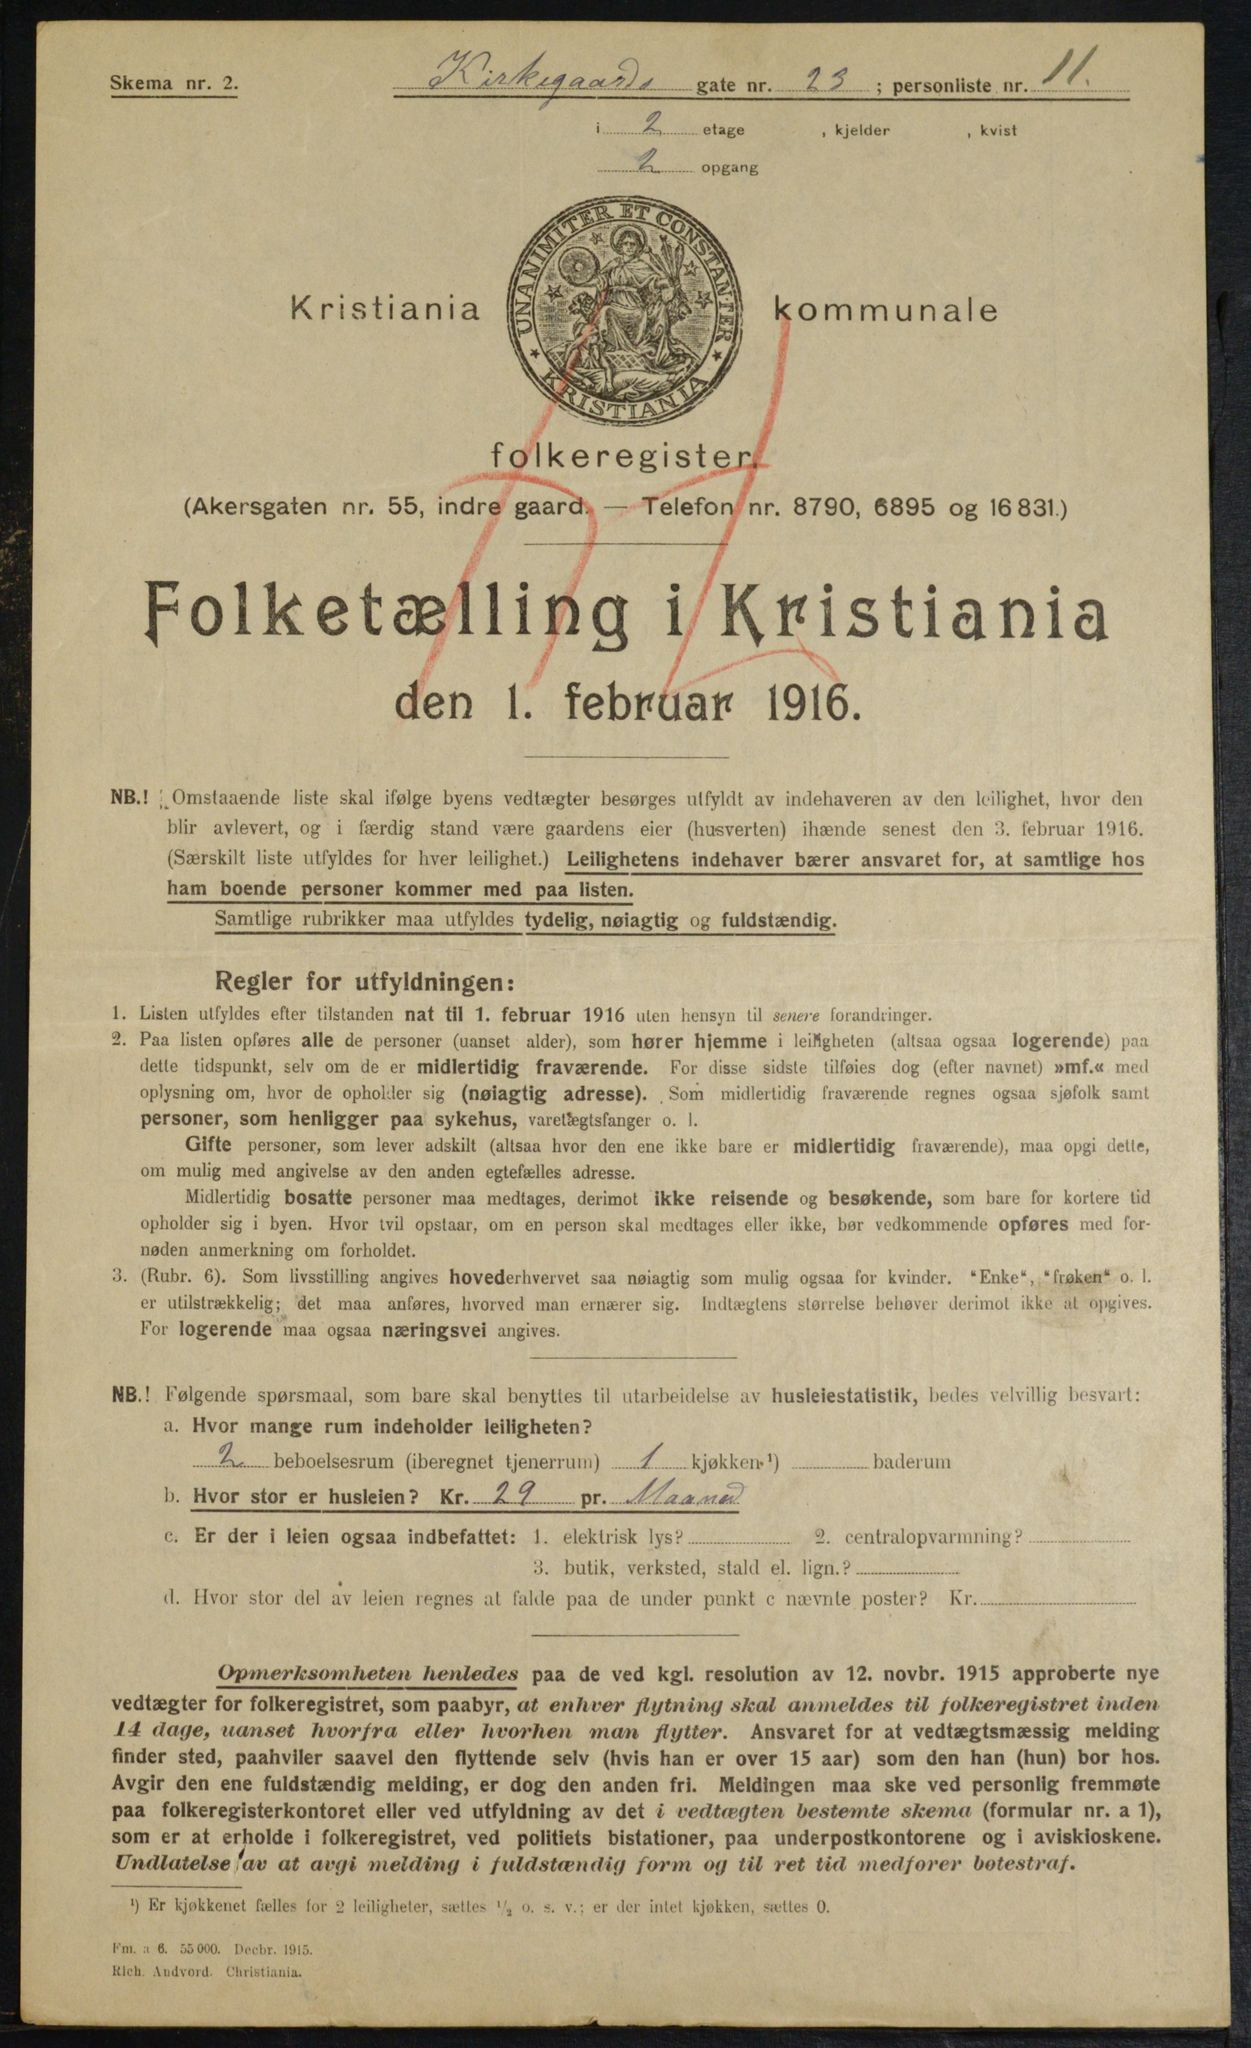 Skema nr. 2.
Kirkegaards gate nr. 23 ; personliste nr. 11.
i 2 etage , kjelder , kvist
2 opgang
UNANIMITER ET CONSTANTER
KRISTIANIA
Kristiania kommunale
folkeregister.
(Akersgaten nr. 55, indre gaard. — Telefon nr. 8790, 6895 og 16 831.)
Folketælling i Kristiania
den 1. februar 1916.
NB.! Omstaaende liste skal ifølge byens vedtægter besørges utfyldt av indehaveren av den leilighet, hvor den
blir avlevert, og i færdig stand være gaardens eier (husverten) ihænde senest den 3. februar 1916.
(Særskilt liste utfyldes for hver leilighet.) Leilighetens indehaver bærer ansvaret for, at samtlige hos
ham boende personer kommer med paa listen.
Samtlige rubrikker maa utfyldes tydelig, nøiagtig og fuldstændig.
Regler for utfyldningen:
1. Listen utfyldes efter tilstanden nat til 1. februar 1916 uten hensyn til senere forandringer.
2. Paa listen opføres alle de personer (uanset alder), som hører hjemme i leiligheten (altsaa ogsaa logerende) paa
dette tidspunkt, selv om de er midlertidig fraværende. For disse sidste tilføies dog (efter navnet) »mf.« med
oplysning om, hvor de opholder sig (nøiagtig adresse). Som midlertidig fraværende regnes ogsaa sjøfolk samt
personer, som henligger paa sykehus, varetægtsfanger o. l.
Gifte personer, som lever adskilt (altsaa hvor den ene ikke bare er midlertidig fraværende), maa opgi dette,
om mulig med angivelse av den anden egtefælles adresse.
Midlertidig bosatte personer maa medtages, derimot ikke reisende og besøkende, som bare for kortere tid
opholder sig i byen. Hvor tvil opstaar, om en person skal medtages eller ikke, bør vedkommende opføres med for-
nøden anmerkning om forholdet.
3. (Rubr. 6). Som livsstilling angives hovederhvervet saa nøiagtig som mulig ogsaa for kvinder. "Enke", "frøken" o. l.
er utilstrækkelig; det maa anføres, hvorved man ernærer sig. Indtægtens størrelse behøver derimot ikke at opgives.
For logerende maa ogsaa næringsvei angives.
NB.! Følgende spørsmaal, som bare skal benyttes til utarbeidelse av husleiestatistik, bedes velvillig besvart:
a. Hvor mange rum indeholder leiligheten?
2 beboelsesrum (iberegnet tjenerrum) 1 kjøkken ¹) baderum
b. Hvor stor er husleien? Kr. 29 pr. Maaned
c. Er der i leien ogsaa indbefattet: 1. elektrisk lys? 2. centralopvarmning?
3. butik, verksted, stald el. lign.?
d. Hvor stor del av leien regnes at falde paa de under punkt c nævnte poster? Kr.
Opmerksomheten henledes paa de ved kgl. resolution av 12. novbr. 1915 approberte nye
vedtægter for folkeregistret, som paabyr, at enhver flytning skal anmeldes til folkeregistret inden
14 dage, uanset hvorfra eller hvorhen man flytter. Ansvaret for at vedtægtsmæssig melding
finder sted, paahviler saavel den flyttende selv (hvis han er over 15 aar) som den han (hun) bor hos.
Avgir den ene fuldstændig melding, er dog den anden fri. Meldingen maa ske ved personlig fremmøte
paa folkeregisterkontoret eller ved utfyldning av det i vedtægten bestemte skema (formular nr. a 1),
som er at erholde i folkeregistret, ved politiets bistationer, paa underpostkontorene og i aviskioskene.
Undlatelse av at avgi melding i fuldstændig form og til ret tid medfører bøtestraf.
¹) Er kjøkkenet fælles for 2 leiligheter, sættes ¹/₂ o. s. v.; er der intet kjøkken, sættes 0.
Fm. a 6. 55 000. Decbr. 1915.
Rich. Andvord. Christiania.